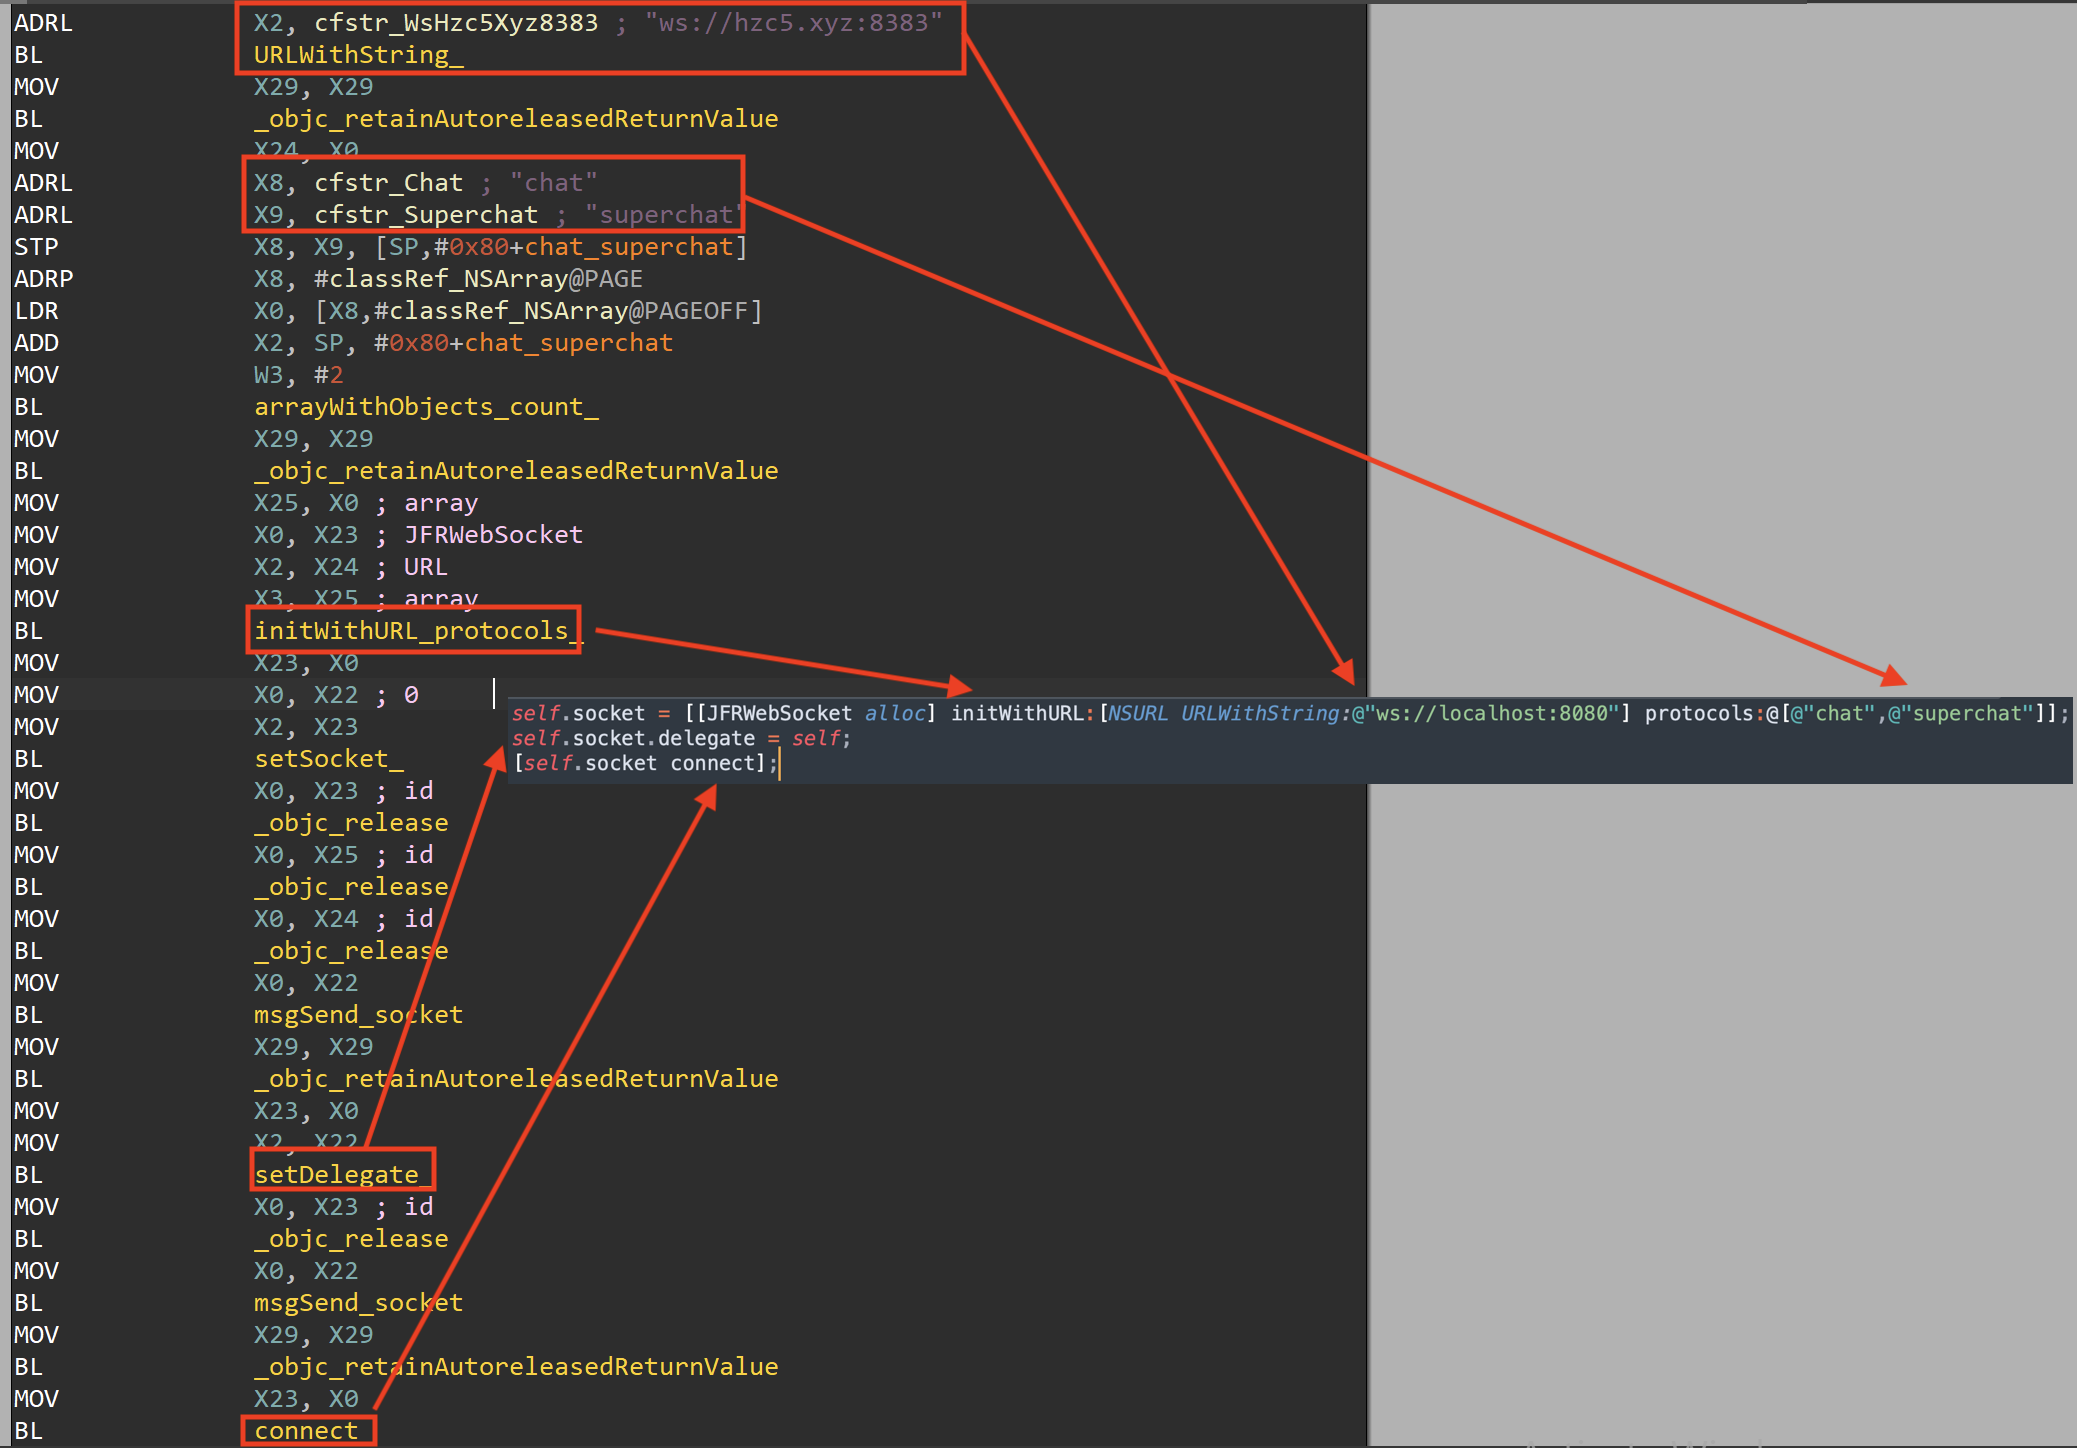 ADRL X2, cfstr_WsHzc5Xyz8383 ; "ws://hzc5.xyz:8383"
BL URLWithString_
MOV X29, X29
BL _objc_retainAutoreleasedReturnValue
MOV X24, X0
ADRL X8, cfstr_Chat ; "chat"
ADRL X9, cfstr_Superchat ; "superchat"
STP X8, X9, [SP,#0x80+chat_superchat]
ADRP X8, #classRef_NSArray@PAGE
LDR X0, [X8,#classRef_NSArray@PAGEOFF]
ADD X2, SP, #0x80+chat_superchat
MOV W3, #2
BL arrayWithObjects_count_
MOV X29, X29
BL _objc_retainAutoreleasedReturnValue
MOV X25, X0 ; array
MOV X0, X23 ; JFRWebSocket
MOV X2, X24 ; URL
MOV X3, X25 ; array
BL initWithURL_protocols_
MOV X23, X0
MOV X0, X22 ; 0
self.socket = [[JFRWebSocket alloc] initWithURL:[NSURL URLWithString:@"ws://localhost:8080"] protocols:@[@"chat",@"superchat"]];
self.socket.delegate = self;
[self.socket connect];
MOV X2, X23
BL setSocket_
MOV X0, X23 ; id
BL _objc_release
MOV X0, X25 ; id
BL _objc_release
MOV X0, X24 ; id
BL _objc_release
MOV X0, X22
BL msgSend_socket
MOV X29, X29
BL _objc_retainAutoreleasedReturnValue
MOV X23, X0
MOV X2, X22
BL setDelegate_
MOV X0, X23 ; id
BL _objc_release
MOV X0, X22
BL msgSend_socket
MOV X29, X29
BL _objc_retainAutoreleasedReturnValue
MOV X23, X0
BL connect